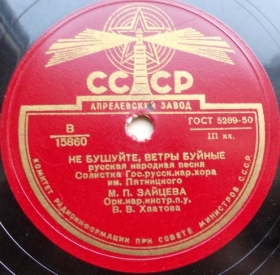 СССР
АПРЕЛЕВСКИЙ ЗАВОД
В
15860
ГОСТ 5289-50
III кл.
НЕ БУШУЙТЕ, ВЕТРЫ БУЙНЫЕ
русская народная песня
Солистка Гос.русск.нар.хора
им. Пятницкого
М. П. ЗАЙЦЕВА
Орк.нар.инстр.п.у.
В. В. Хватова
КОМИТЕТ РАДИОИНФОРМАЦИИ ПРИ СОВЕТЕ МИНИСТРОВ СССР